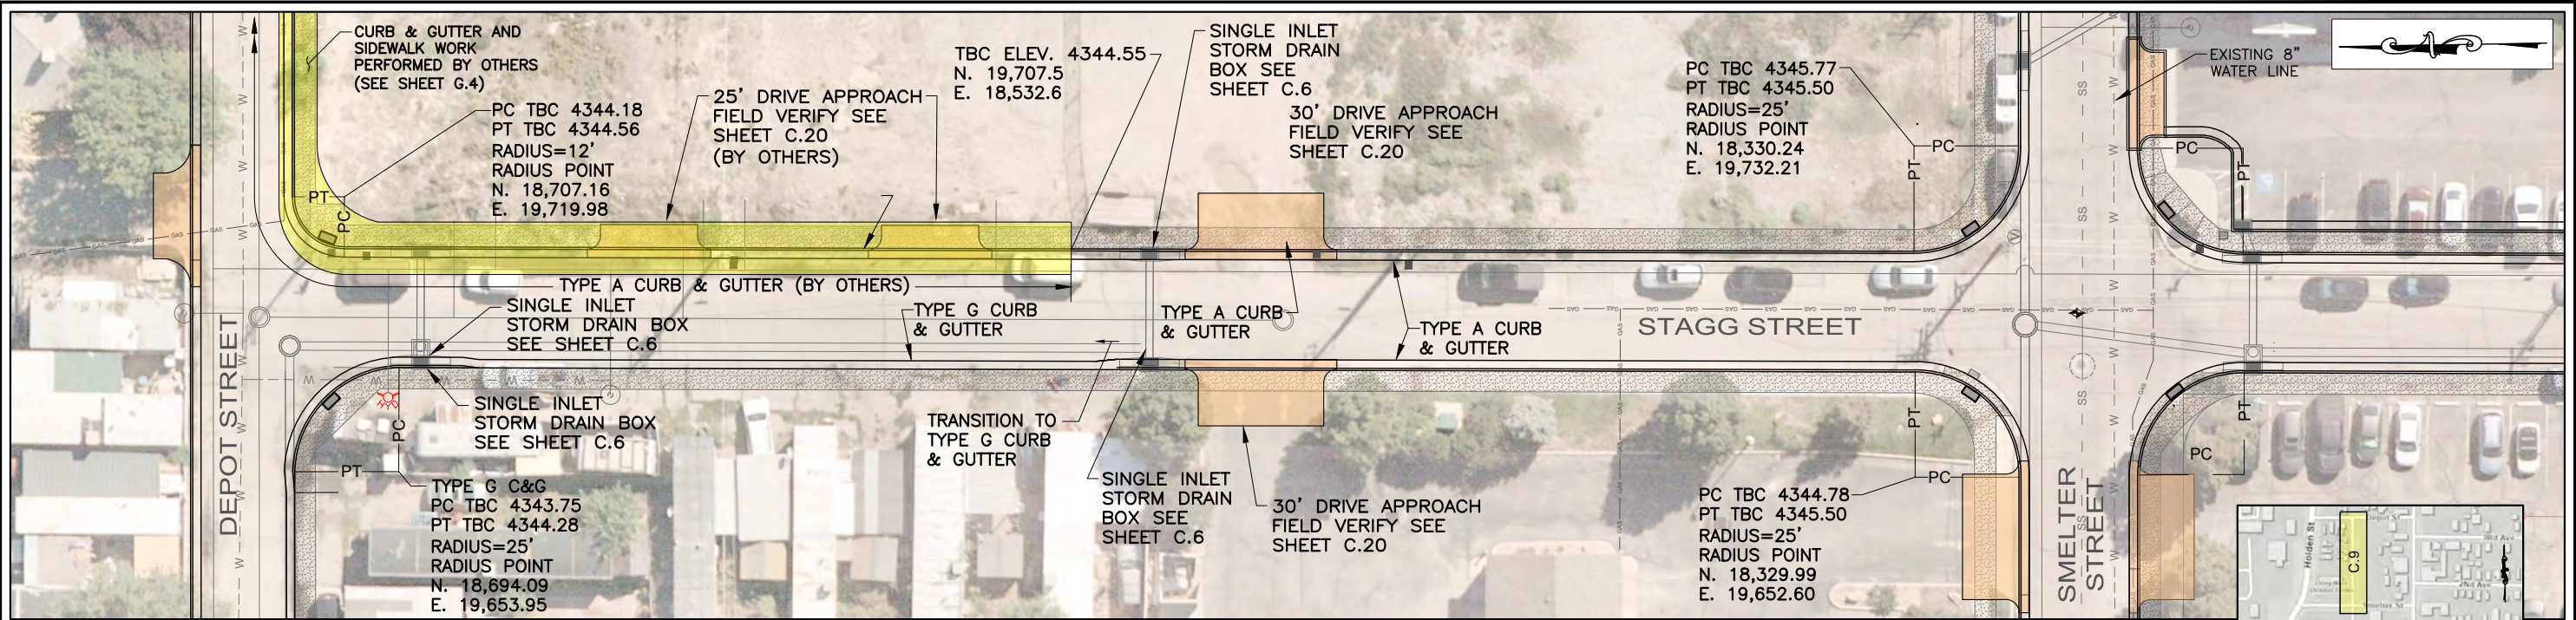 CURB & GUTTER AND
SIDEWALK WORK
PERFORMED BY OTHERS
(SEE SHEET G.4)
PC TBC 4344.18
PT TBC 4344.56
RADIUS=12'
RADIUS POINT
N. 18,707.16
E. 19,719.98
25' DRIVE APPROACH
FIELD VERIFY SEE
SHEET C.20
(BY OTHERS)
TBC ELEV. 4344.55
N. 19,707.5
E. 18,532.6
SINGLE INLET
STORM DRAIN
BOX SEE
SHEET C.6
30' DRIVE APPROACH
FIELD VERIFY SEE
SHEET C.20
PC TBC 4345.77
PT TBC 4345.50
RADIUS=25'
RADIUS POINT
N. 18,330.24
E. 19,732.21
EXISTING 8"
WATER LINE
PT
PC
PC
PT
PC
PT
TYPE A CURB & GUTTER (BY OTHERS)
SINGLE INLET
STORM DRAIN BOX
SEE SHEET C.6
TYPE G CURB
& GUTTER
TYPE A CURB
& GUTTER
TYPE A CURB
& GUTTER
STAGG STREET
DEPOT STREET
SINGLE INLET
STORM DRAIN BOX
SEE SHEET C.6
PC
PT
TYPE G C&G
PC TBC 4343.75
PT TBC 4344.28
RADIUS=25'
RADIUS POINT
N. 18,694.09
E. 19,653.95
TRANSITION TO
TYPE G CURB
& GUTTER
SINGLE INLET
STORM DRAIN
BOX SEE
SHEET C.6
30' DRIVE APPROACH
FIELD VERIFY SEE
SHEET C.20
PC TBC 4344.78
PT TBC 4345.50
RADIUS=25'
RADIUS POINT
N. 18,329.99
E. 19,652.60
PT
PC
SMELTER
STREET
PT
PC
Holden St
C.9
3Rd Ave
2Nd Ave